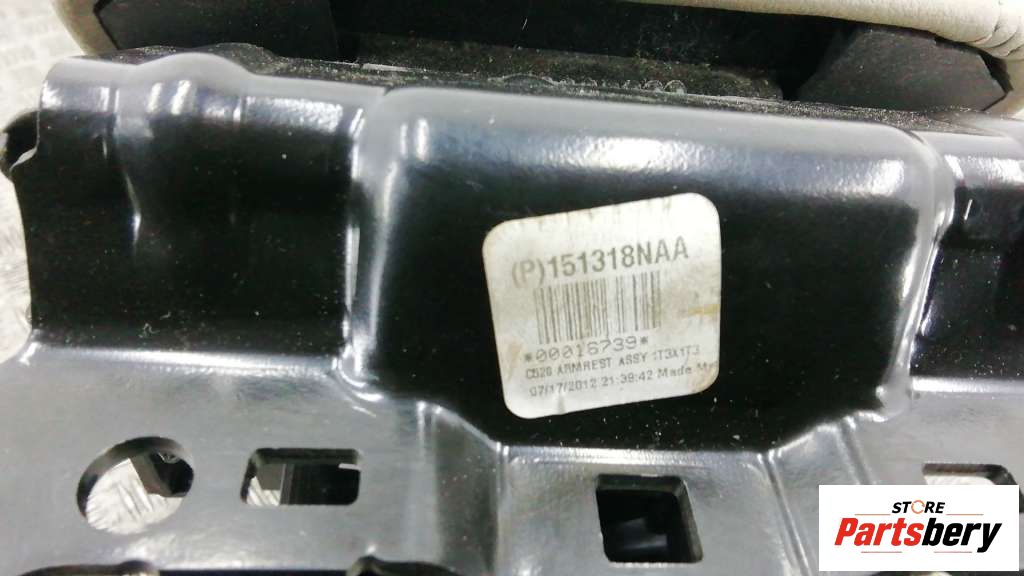 (P)151318NAA
*00016739*
C520 ARMREST ASSY 1T3X1T3
07/17/2012 21:39:42 Made
STORE
Partsbery